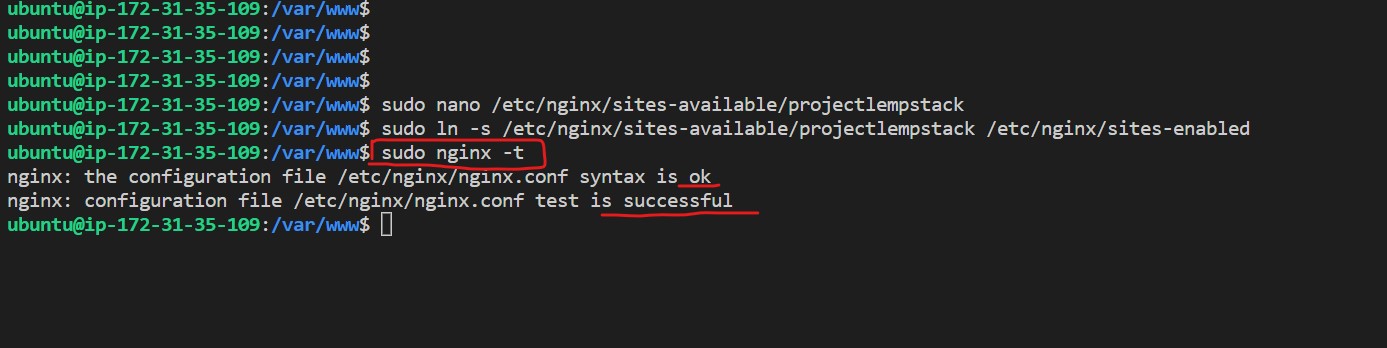 ubuntu@ip-172-31-35-109:/var/www$
ubuntu@ip-172-31-35-109:/var/www$
ubuntu@ip-172-31-35-109:/var/www$
ubuntu@ip-172-31-35-109:/var/www$
ubuntu@ip-172-31-35-109:/var/www$ sudo nano /etc/nginx/sites-available/projectlempstack
ubuntu@ip-172-31-35-109:/var/www$ sudo ln -s /etc/nginx/sites-available/projectlempstack /etc/nginx/sites-enabled
ubuntu@ip-172-31-35-109:/var/www$ sudo nginx -t
nginx: the configuration file /etc/nginx/nginx.conf syntax is ok
nginx: configuration file /etc/nginx/nginx.conf test is successful
ubuntu@ip-172-31-35-109:/var/www$